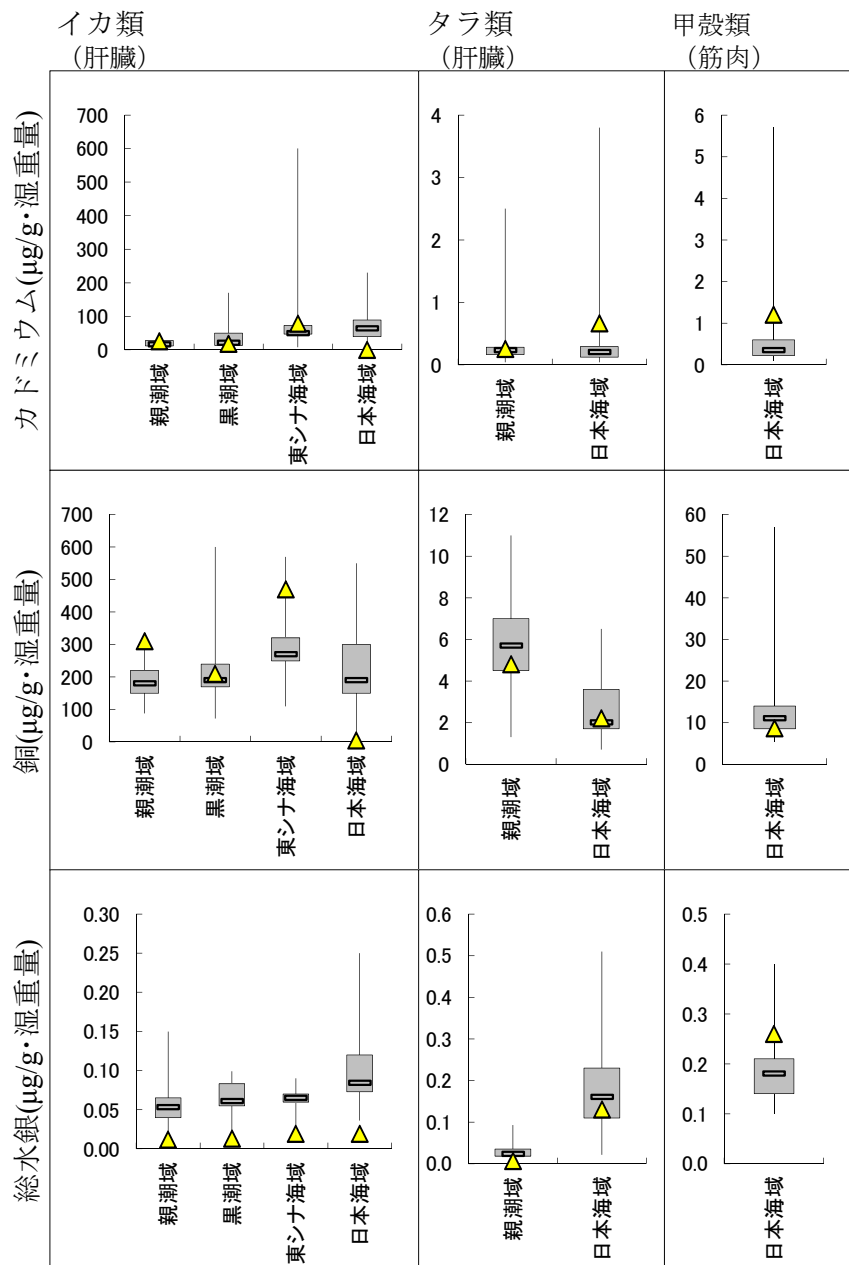 イカ類
（肝臓）
タラ類
（肝臓）
甲殻類
（筋肉）
カドミウム(μg/g・湿重量)
700
600
500
400
300
200
100
0
親潮域
黒潮域
東シナ海域
日本海域
4
3
2
1
0
親潮域
日本海域
6
5
4
3
2
1
0
日本海域
銅(μg/g・湿重量)
700
600
500
400
300
200
100
0
親潮域
黒潮域
東シナ海域
日本海域
12
10
8
6
4
2
0
親潮域
日本海域
60
50
40
30
20
10
0
日本海域
総水銀(μg/g・湿重量)
0.30
0.25
0.20
0.15
0.10
0.05
0.00
親潮域
黒潮域
東シナ海域
日本海域
0.6
0.5
0.4
0.3
0.2
0.1
0.0
親潮域
日本海域
0.5
0.4
0.3
0.2
0.1
0.0
日本海域